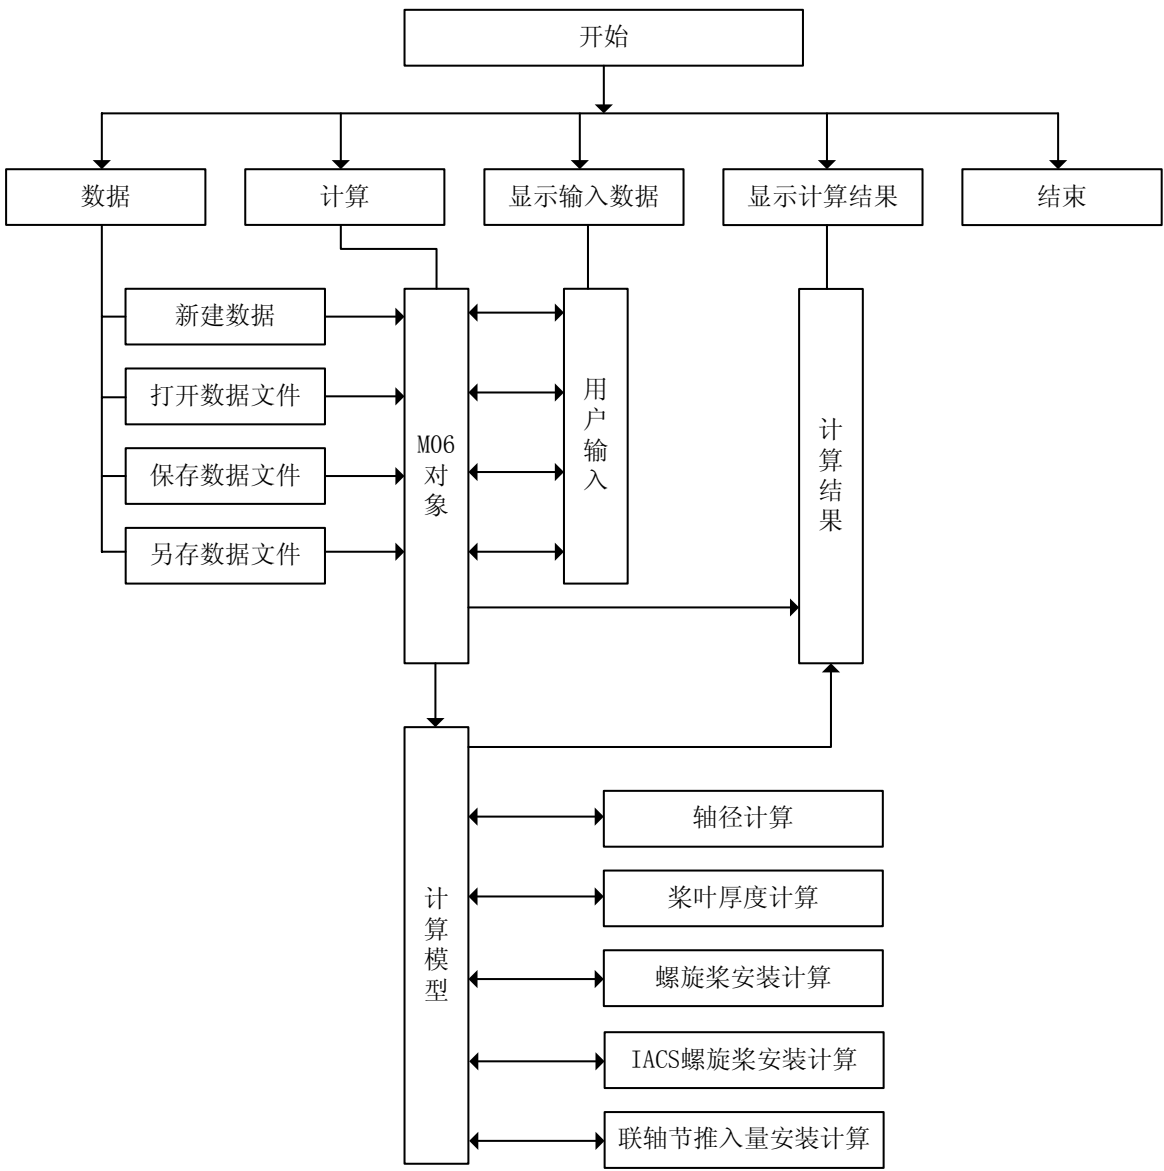 开始
数据
计算
显示输入数据
显示计算结果
结束
新建数据
打开数据文件
保存数据文件
另存数据文件
M06
对
象
用
户
输
入
计
算
结
果
计
算
模
型
轴径计算
桨叶厚度计算
螺旋桨安装计算
IACS螺旋桨安装计算
联轴节推入量安装计算